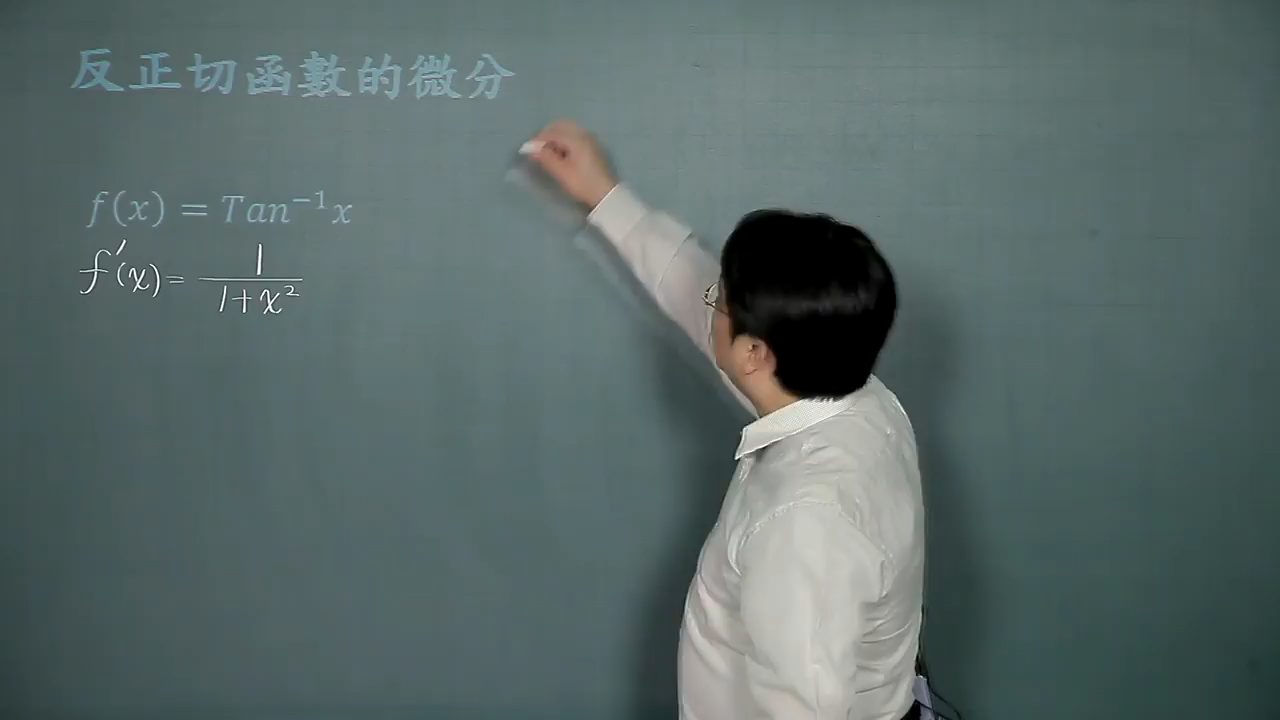 反正切函數的微分
f(x) = Tan⁻¹x
f'(x) = 1/(1+x²)